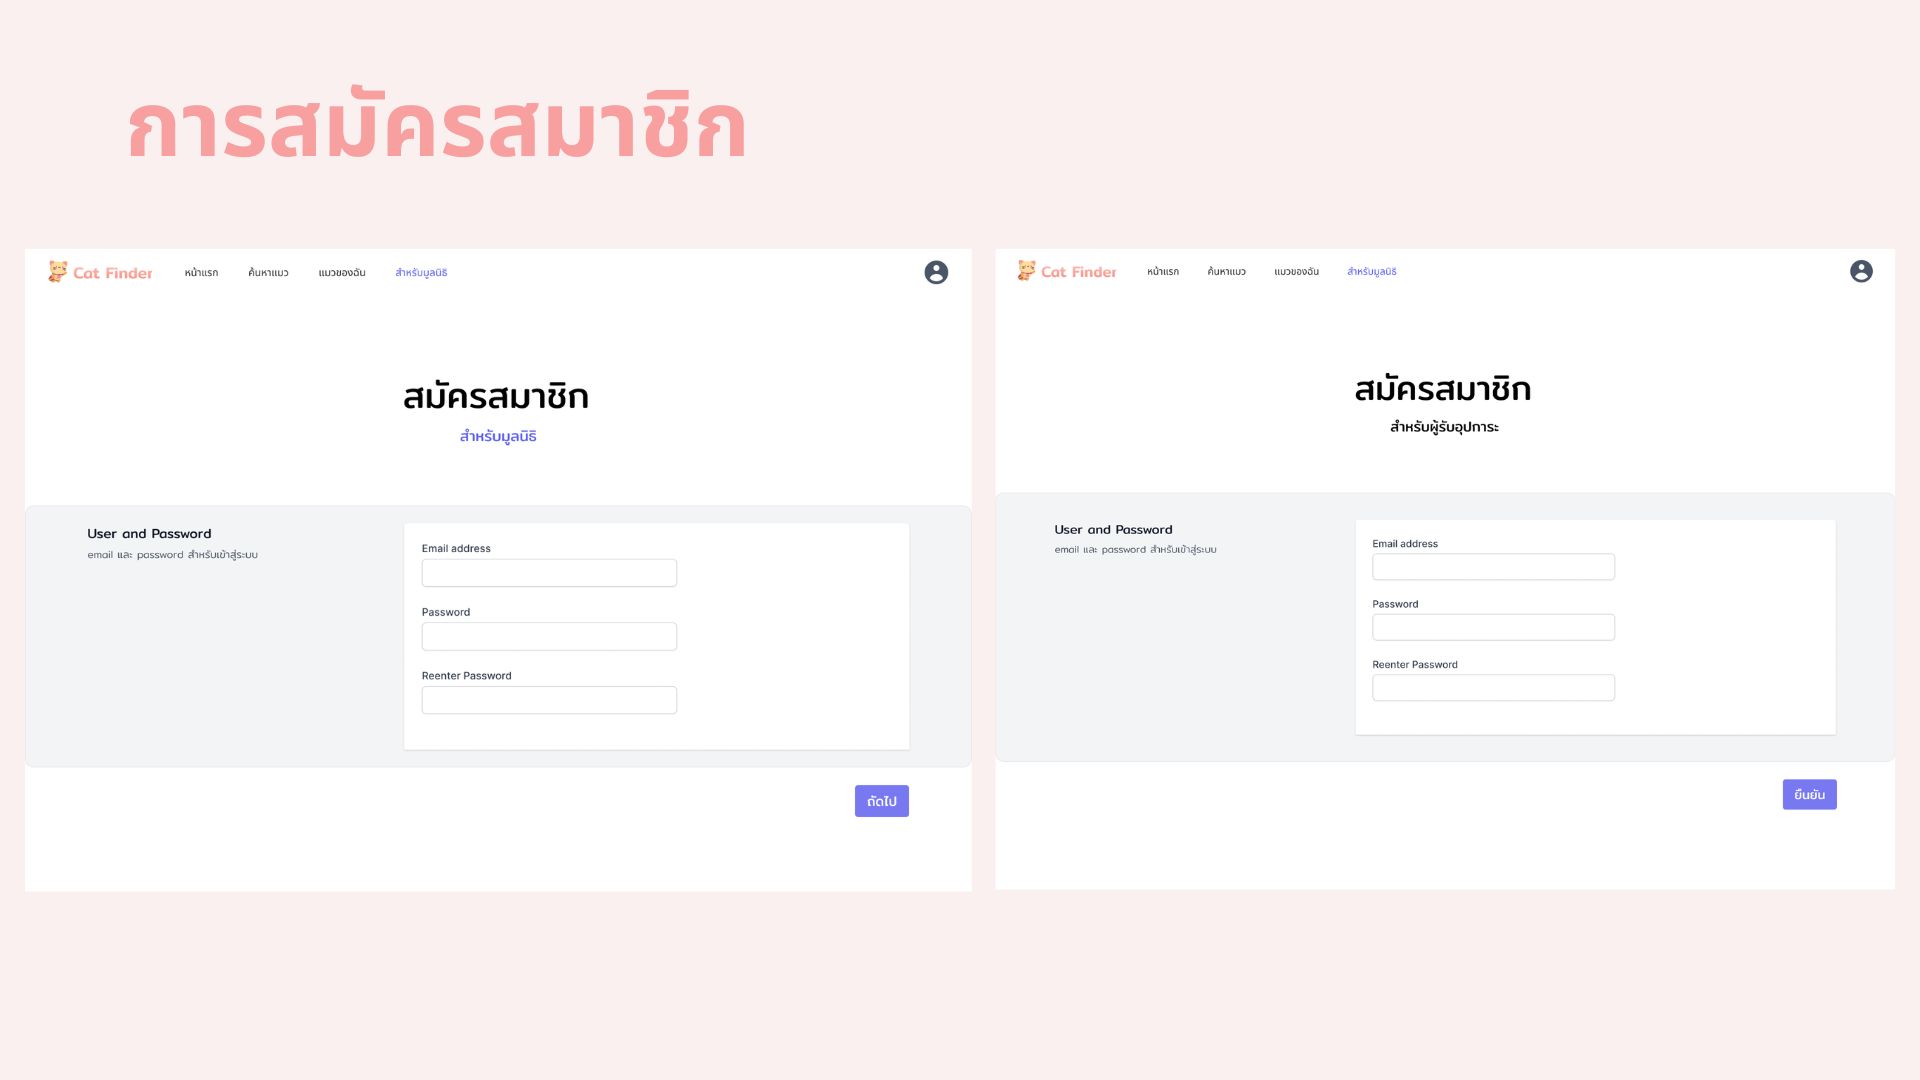 การสมัครสมาชิก
Cat Finder หน้าแรก ค้นหาแมว แมวของฉัน สำหรับมูลนิธิ
สมัครสมาชิก
สำหรับมูลนิธิ
User and Password
email และ password สำหรับเข้าสู่ระบบ
Email address
Password
Reenter Password
ถัดไป
Cat Finder หน้าแรก ค้นหาแมว แมวของฉัน สำหรับมูลนิธิ
สมัครสมาชิก
สำหรับผู้รับอุปการะ
User and Password
email และ password สำหรับเข้าสู่ระบบ
Email address
Password
Reenter Password
ยืนยัน